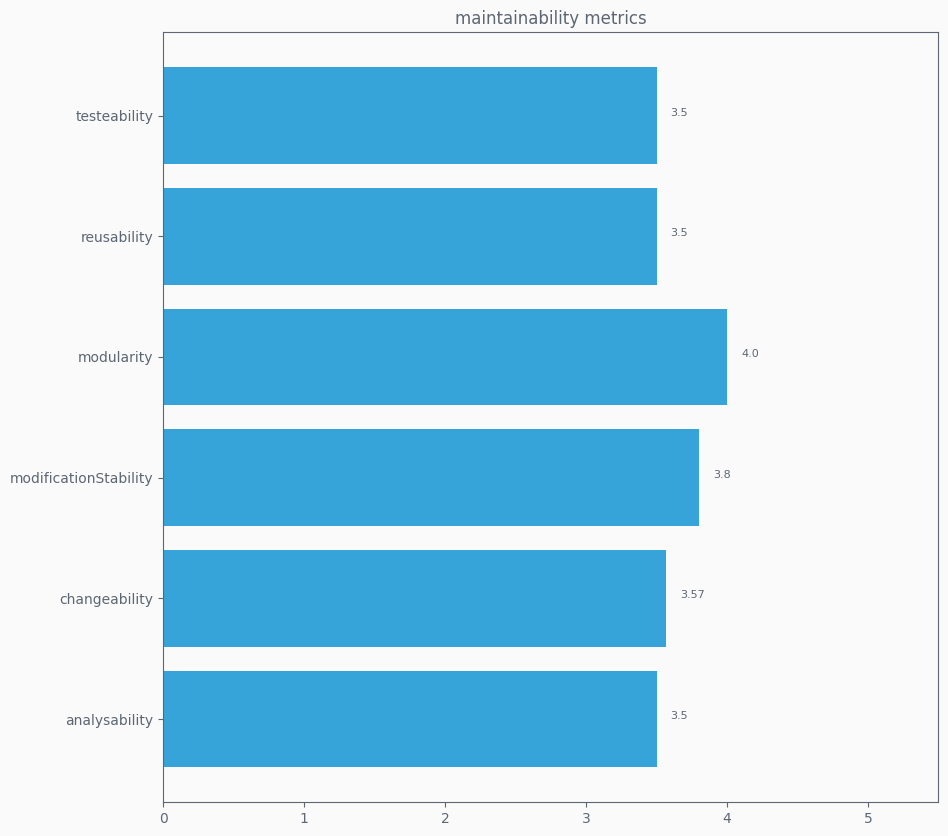 maintainability metrics
testeability
3.5
reusability
3.5
modularity
4.0
modificationStability
3.8
changeability
3.57
analysability
3.5
0 1 2 3 4 5